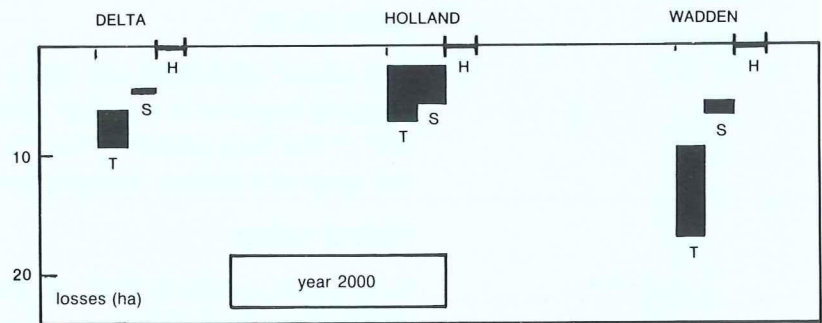 DELTA HOLLAND WADDEN
H H H
S S S
T T
10 T
T
20 year 2000
losses (ha)